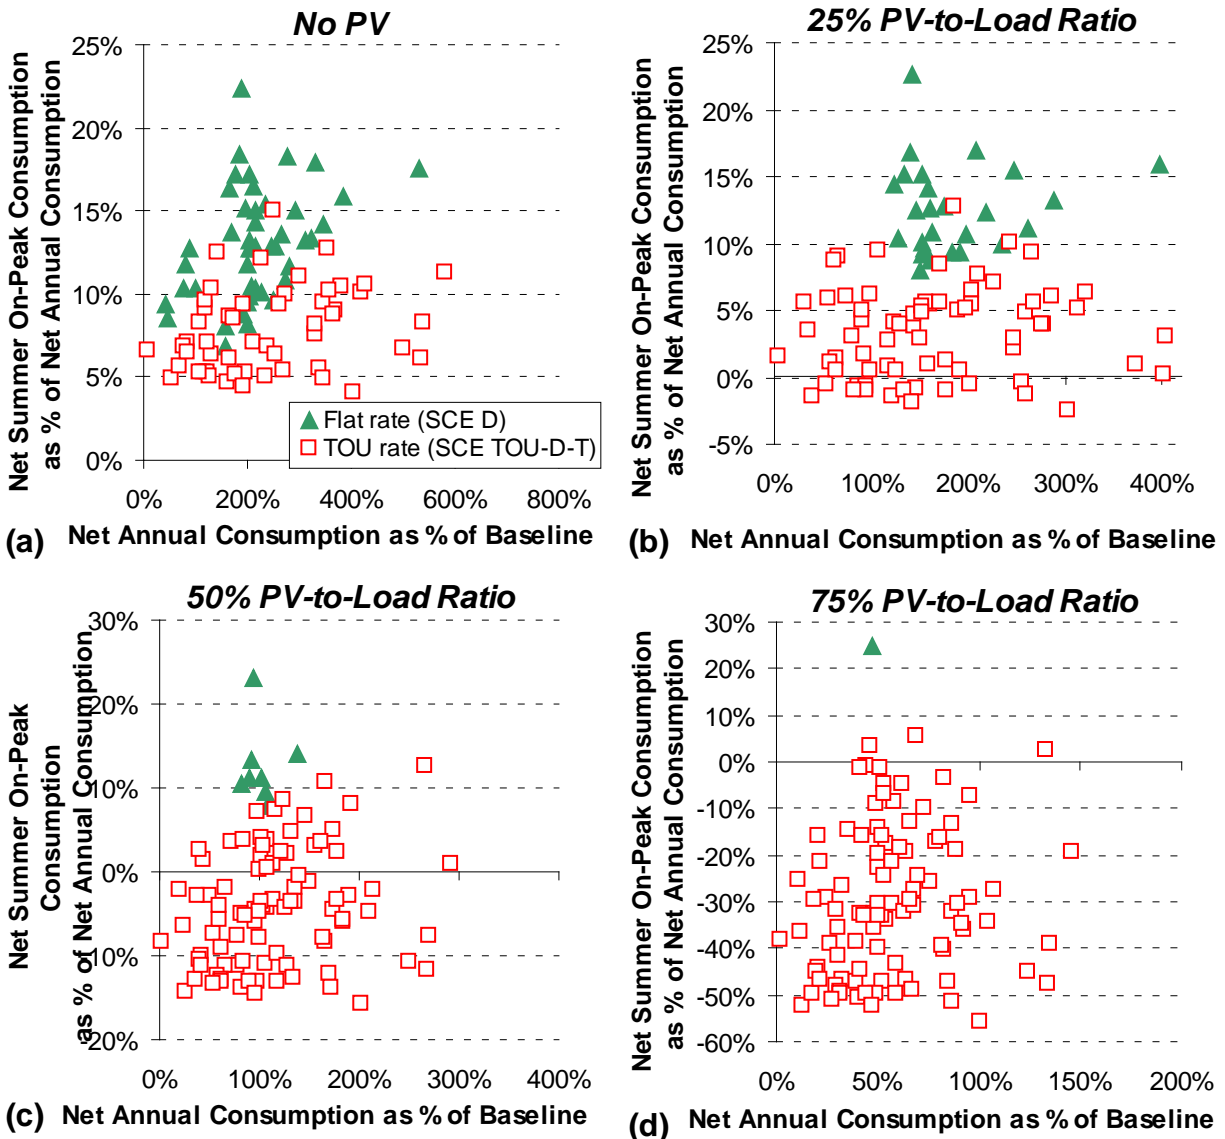 No PV
Net Summer On-Peak Consumption
as % of Net Annual Consumption
25%
20%
15%
10%
5%
0%
Flat rate (SCE D)
TOU rate (SCE TOU-D-T)
0% 200% 400% 600% 800%
(a) Net Annual Consumption as % of Baseline
25% PV-to-Load Ratio
Net Summer On-Peak Consumption
as % of Net Annual Consumption
25%
20%
15%
10%
5%
0%
-5%
0% 100% 200% 300% 400%
(b) Net Annual Consumption as % of Baseline
50% PV-to-Load Ratio
Net Summer On-Peak
Consumption
as % of Net Annual Consumption
30%
20%
10%
0%
-10%
-20%
0% 100% 200% 300% 400%
(c) Net Annual Consumption as % of Baseline
75% PV-to-Load Ratio
Net Summer On-Peak Consumption
as % of Net Annual Consumption
30%
20%
10%
0%
-10%
-20%
-30%
-40%
-50%
-60%
0% 50% 100% 150% 200%
(d) Net Annual Consumption as % of Baseline